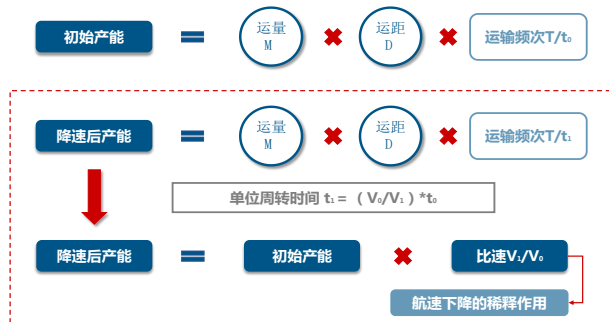 初始产能 = 运量 M × 运距 D × 运输频次T/t₀
降速后产能 = 运量 M × 运距 D × 运输频次T/t₁
单位周转时间 t₁ = （V₀/V₁）*t₀
降速后产能 = 初始产能 × 比速V₁/V₀
航速下降的稀释作用